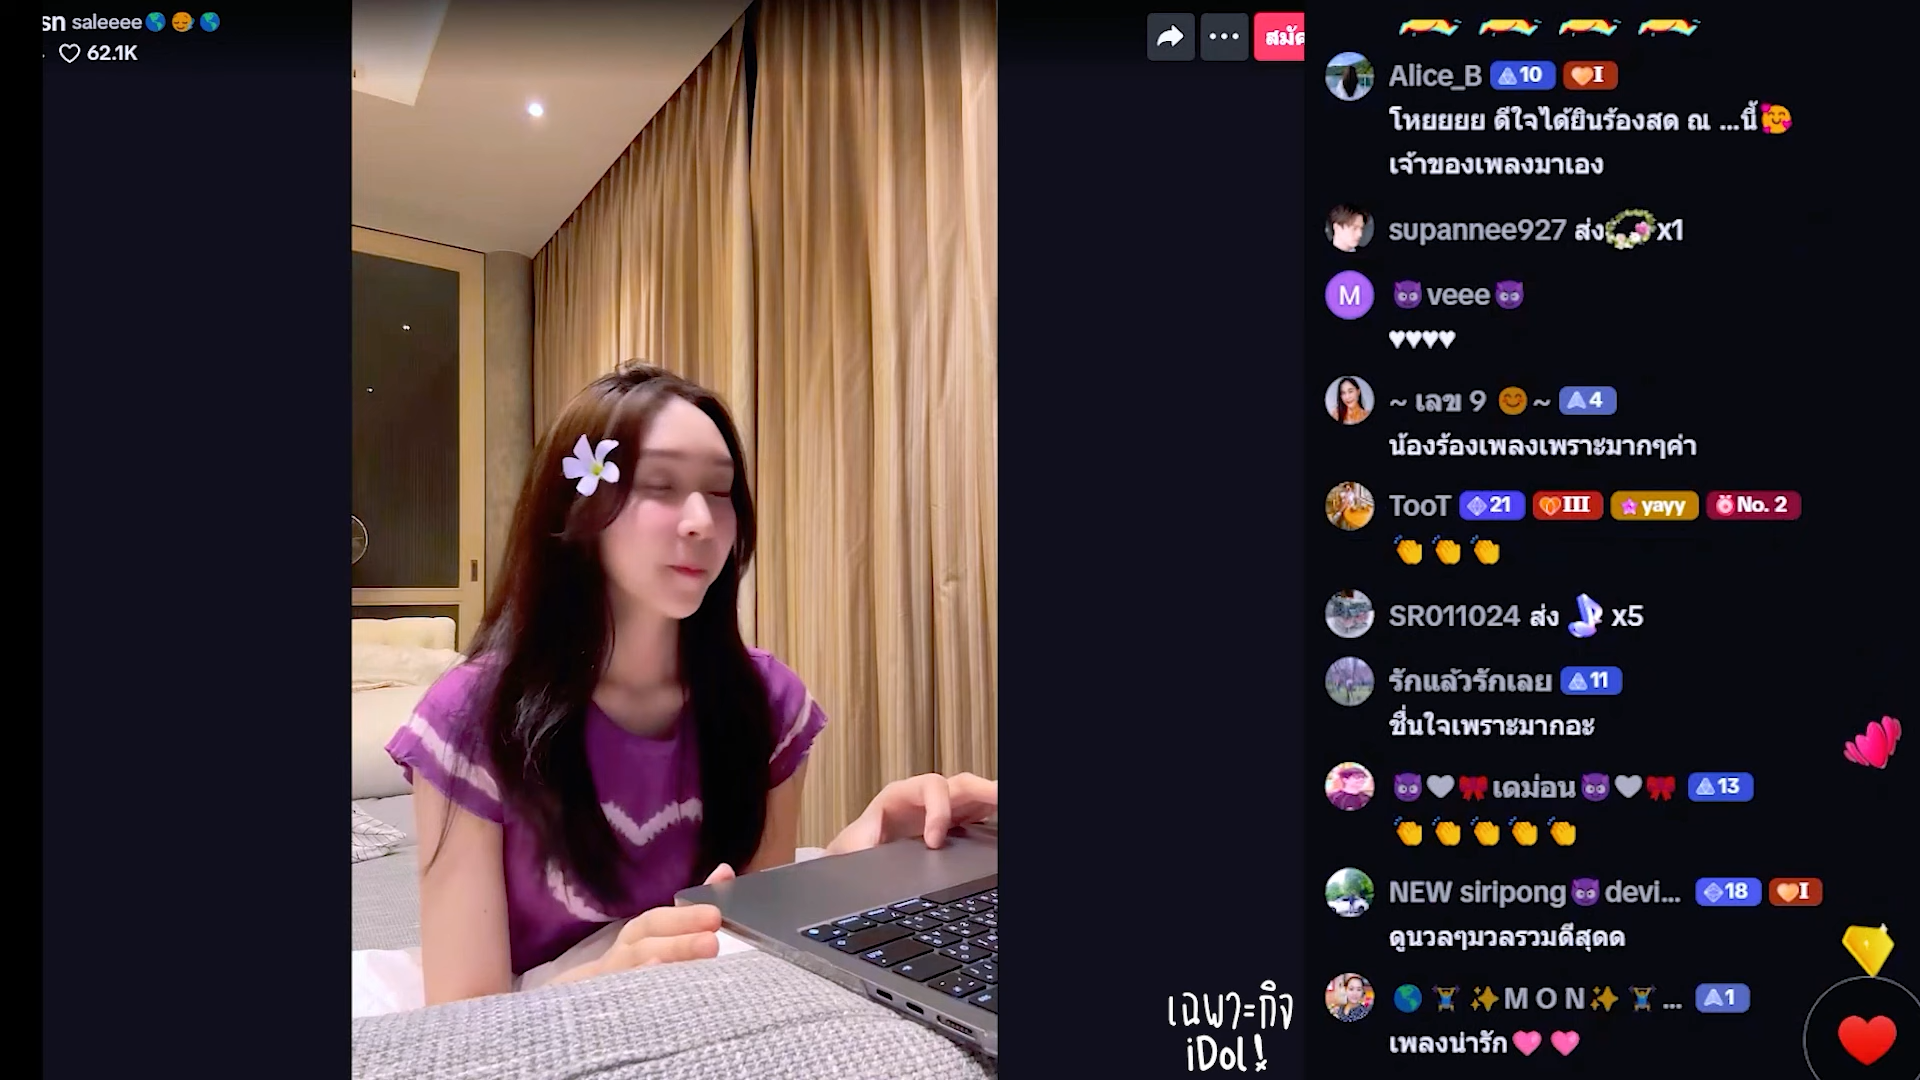 sn saleeee
62.1K
สมัค
Alice_B 10 I
โหยยยย ดีใจได้ยินร้องสด ณ ...นี้
เจ้าของเพลงมาเอง
supannee927 ส่ง x1
M veee
♥♥♥♥
~ เลข 9 ~ 4
น้องร้องเพลงเพราะมากๆค่า
TooT 21 III yayy No. 2
SR011024 ส่ง x5
รักแล้วรักเลย 11
ชื่นใจเพราะมากอะ
เดม่อน 13
NEW siripong devi... 18 I
ดูนวลๆมวลรวมดีสุดด
M O N ... 1
เพลงน่ารัก
เฉพาะกิจ
iDol!